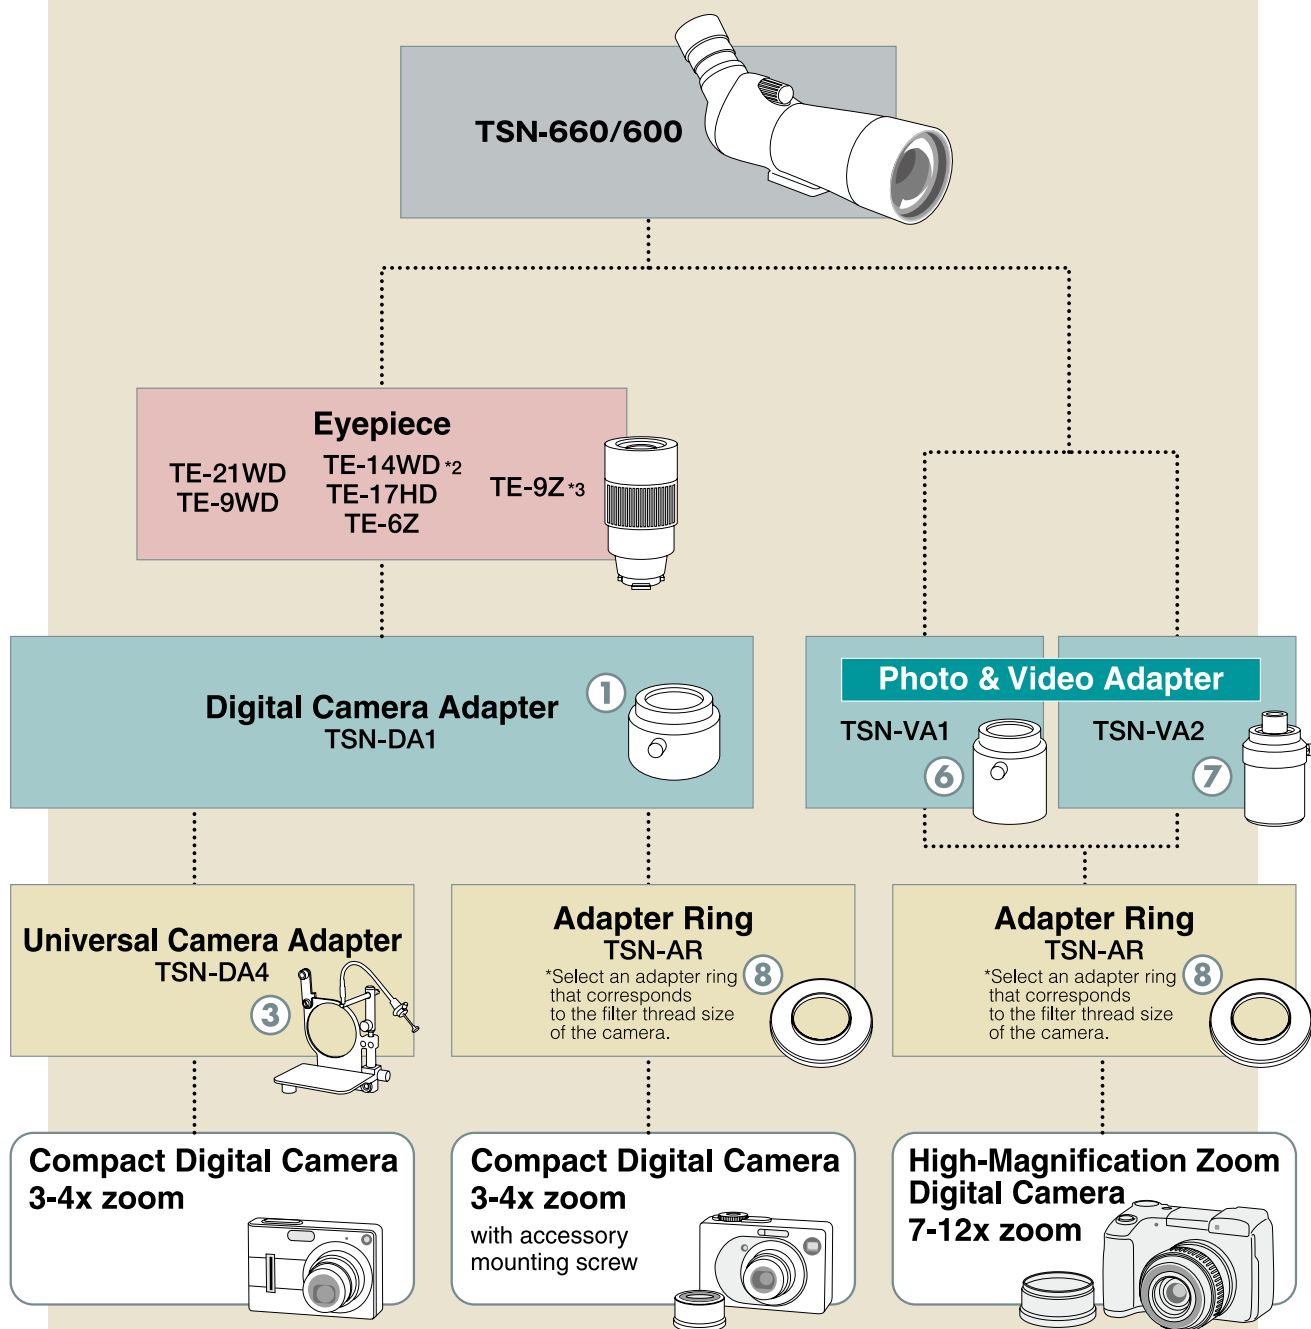 TSN-660/600
Eyepiece
TE-21WD
TE-9WD
TE-14WD *2
TE-17HD
TE-6Z
TE-9Z *3
Digital Camera Adapter
TSN-DA1
1
Photo & Video Adapter
TSN-VA1
6
TSN-VA2
7
Universal Camera Adapter
TSN-DA4
3
Adapter Ring
TSN-AR
*Select an adapter ring
that corresponds
to the filter thread size
of the camera.
8
Adapter Ring
TSN-AR
*Select an adapter ring
that corresponds
to the filter thread size
of the camera.
8
Compact Digital Camera
3-4x zoom
Compact Digital Camera
3-4x zoom
with accessory
mounting screw
High-Magnification Zoom
Digital Camera
7-12x zoom